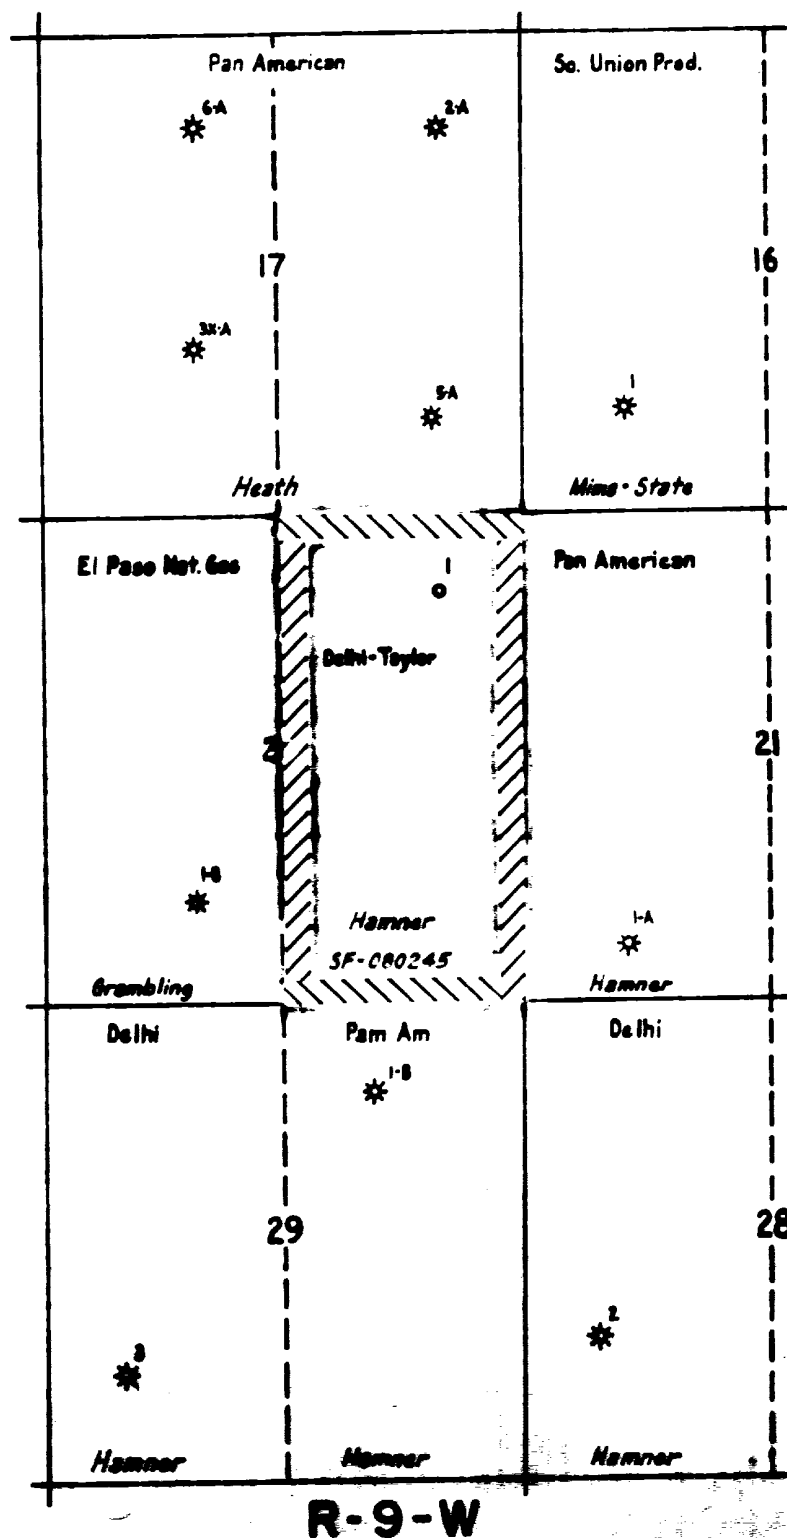 Pan American
So. Union Prod.
6-A
2-A
17
16
3X-A
5-A
1
Heath
Mims-State
El Paso Nat. Gas
1
Pan American
Delhi-Taylor
21
1-B
Hamner
1-A
SF-080245
Grambling
Hamner
Delhi
Pam Am
Delhi
1-B
29
28
2
3
Hamner
Hamner
Hamner
R-9-W